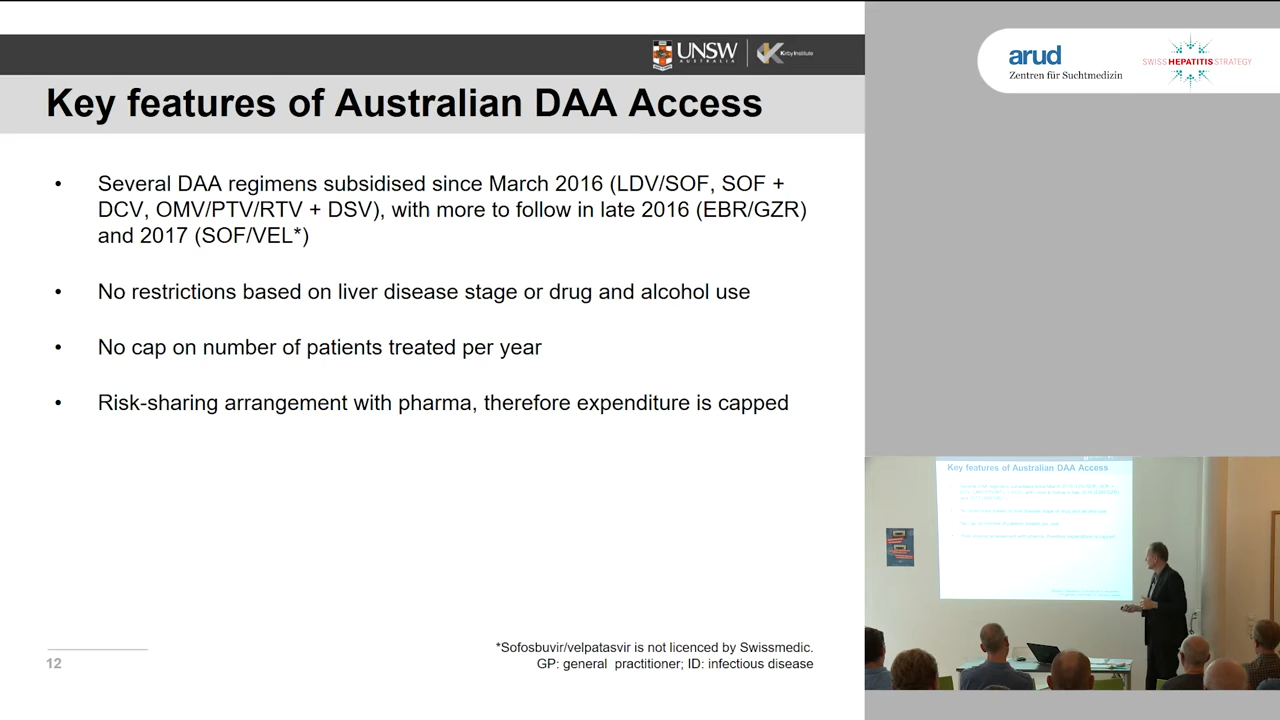 UNSW
AUSTRALIA
Kirby Institute
Key features of Australian DAA Access
• Several DAA regimens subsidised since March 2016 (LDV/SOF, SOF +
DCV, OMV/PTV/RTV + DSV), with more to follow in late 2016 (EBR/GZR)
and 2017 (SOF/VEL*)
• No restrictions based on liver disease stage or drug and alcohol use
• No cap on number of patients treated per year
• Risk-sharing arrangement with pharma, therefore expenditure is capped
*Sofosbuvir/velpatasvir is not licenced by Swissmedic.
GP: general practitioner; ID: infectious disease
12
arud
Zentren für Suchtmedizin
SWISS HEPATITIS STRATEGY
Key features of Australian DAA Access